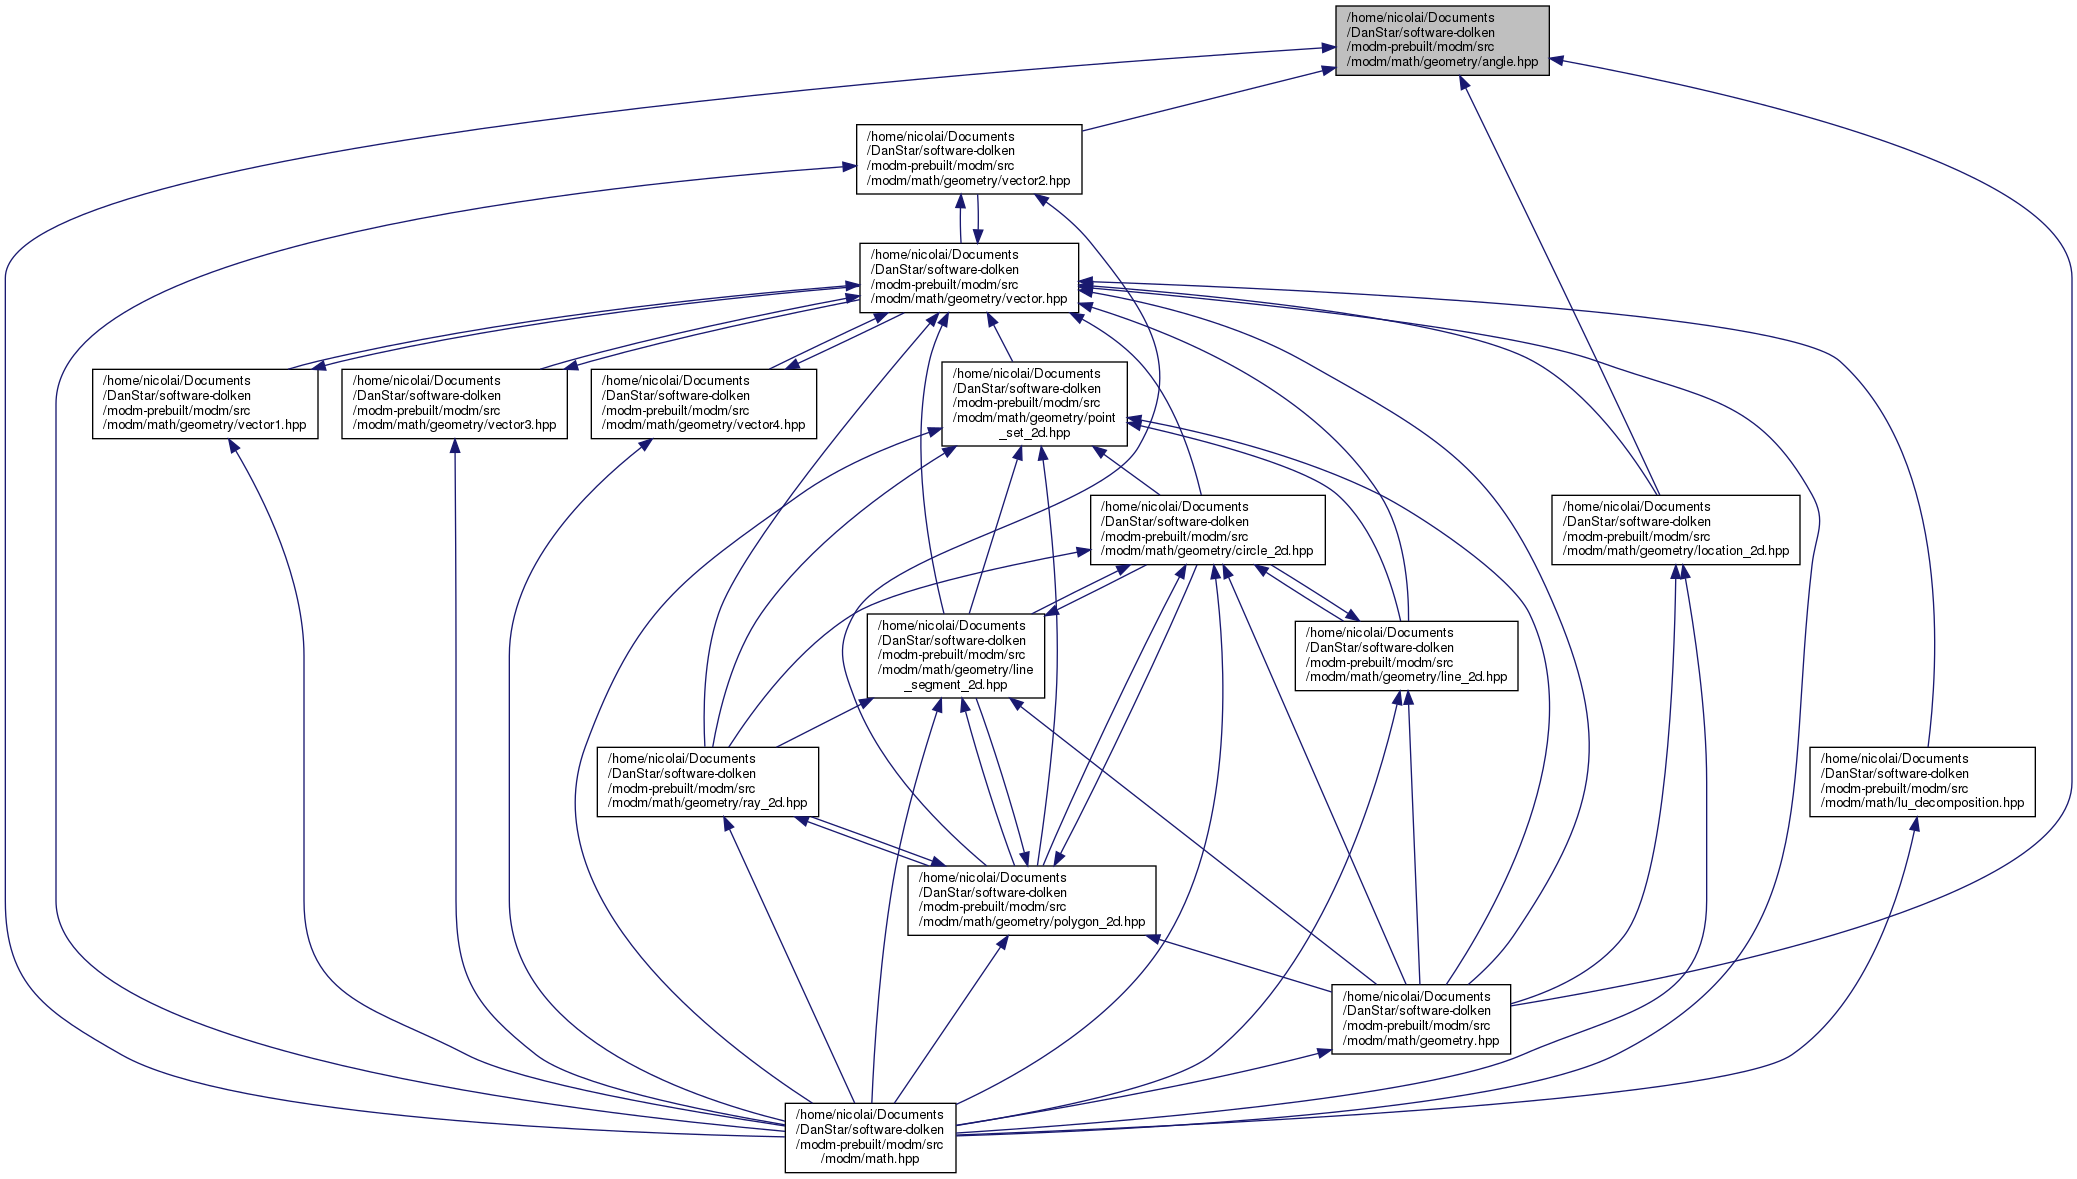 /home/nicolai/Documents
/DanStar/software-dolken
/modm-prebuilt/modm/src
/modm/math/geometry/angle.hpp
/home/nicolai/Documents
/DanStar/software-dolken
/modm-prebuilt/modm/src
/modm/math/geometry/vector2.hpp
/home/nicolai/Documents
/DanStar/software-dolken
/modm-prebuilt/modm/src
/modm/math/geometry/vector.hpp
/home/nicolai/Documents
/DanStar/software-dolken
/modm-prebuilt/modm/src
/modm/math/geometry/vector1.hpp
/home/nicolai/Documents
/DanStar/software-dolken
/modm-prebuilt/modm/src
/modm/math/geometry/vector3.hpp
/home/nicolai/Documents
/DanStar/software-dolken
/modm-prebuilt/modm/src
/modm/math/geometry/vector4.hpp
/home/nicolai/Documents
/DanStar/software-dolken
/modm-prebuilt/modm/src
/modm/math/geometry/point
_set_2d.hpp
/home/nicolai/Documents
/DanStar/software-dolken
/modm-prebuilt/modm/src
/modm/math/geometry/circle_2d.hpp
/home/nicolai/Documents
/DanStar/software-dolken
/modm-prebuilt/modm/src
/modm/math/geometry/location_2d.hpp
/home/nicolai/Documents
/DanStar/software-dolken
/modm-prebuilt/modm/src
/modm/math/geometry/line
_segment_2d.hpp
/home/nicolai/Documents
/DanStar/software-dolken
/modm-prebuilt/modm/src
/modm/math/geometry/line_2d.hpp
/home/nicolai/Documents
/DanStar/software-dolken
/modm-prebuilt/modm/src
/modm/math/geometry/ray_2d.hpp
/home/nicolai/Documents
/DanStar/software-dolken
/modm-prebuilt/modm/src
/modm/math/lu_decomposition.hpp
/home/nicolai/Documents
/DanStar/software-dolken
/modm-prebuilt/modm/src
/modm/math/geometry/polygon_2d.hpp
/home/nicolai/Documents
/DanStar/software-dolken
/modm-prebuilt/modm/src
/modm/math/geometry.hpp
/home/nicolai/Documents
/DanStar/software-dolken
/modm-prebuilt/modm/src
/modm/math.hpp